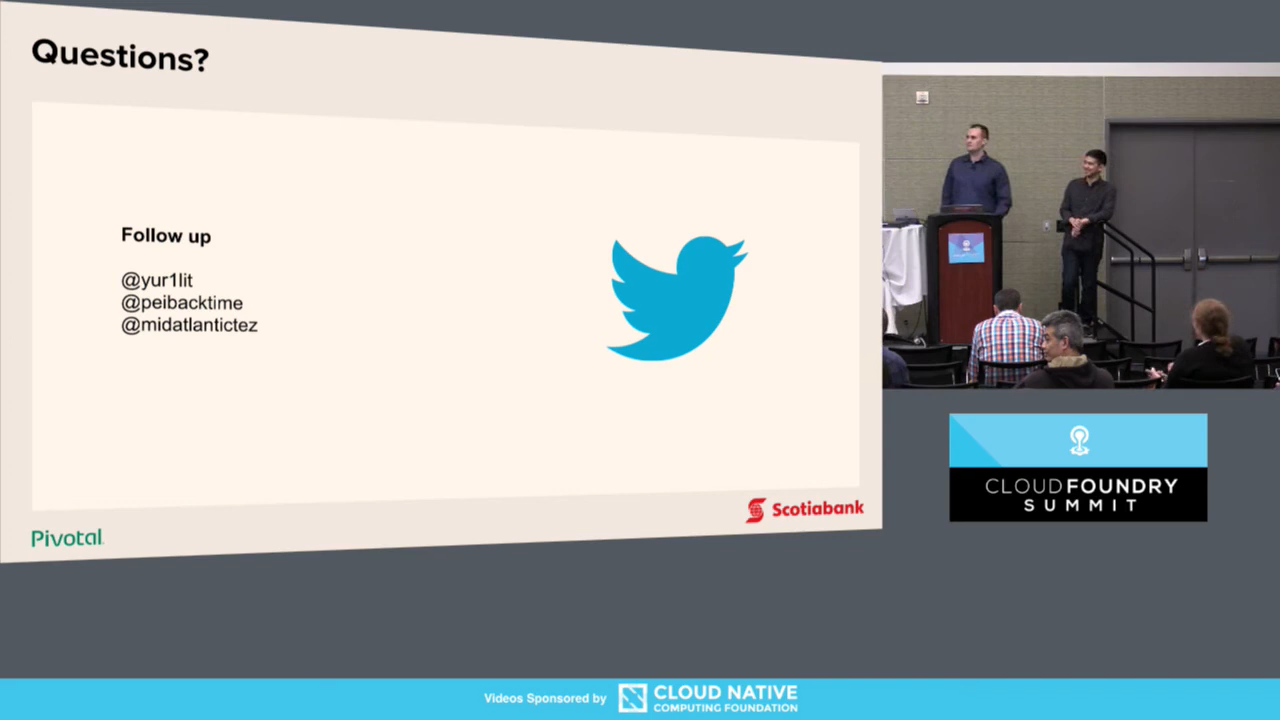 Questions?
Follow up
@yur1lit
@peibacktime
@midatlantictez
Pivotal
Scotiabank
CLOUD FOUNDRY
SUMMIT
Videos Sponsored by
CLOUD NATIVE
COMPUTING FOUNDATION